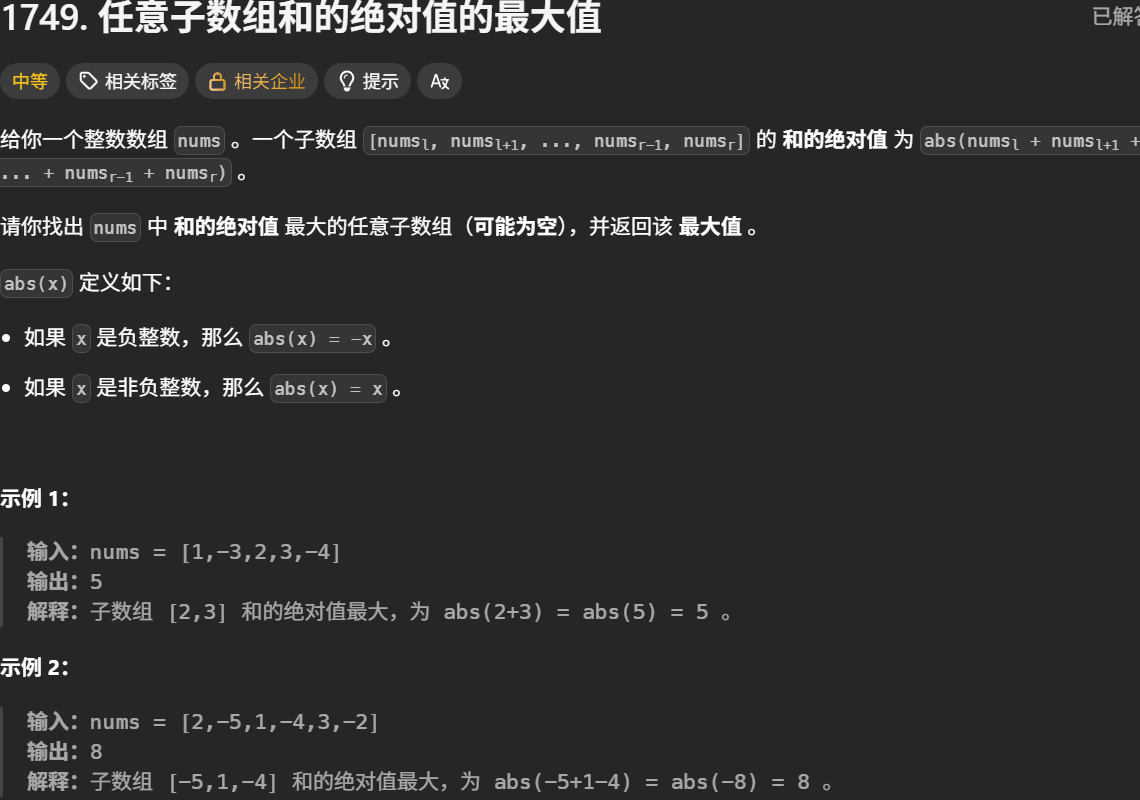 1749. 任意子数组和的绝对值的最大值
已解答
中等 相关标签 相关企业 提示 Ax
给你一个整数数组 nums 。一个子数组 [numsl, numsl+1, ..., numsr−1, numsr] 的 和的绝对值 为 abs(numsl + numsl+1 +
... + numsr−1 + numsr) 。
请你找出 nums 中 和的绝对值 最大的任意子数组（可能为空），并返回该 最大值 。
abs(x) 定义如下：
• 如果 x 是负整数，那么 abs(x) = −x 。
• 如果 x 是非负整数，那么 abs(x) = x 。
示例 1：
输入：nums = [1,−3,2,3,−4]
输出：5
解释：子数组 [2,3] 和的绝对值最大，为 abs(2+3) = abs(5) = 5 。
示例 2：
输入：nums = [2,−5,1,−4,3,−2]
输出：8
解释：子数组 [−5,1,−4] 和的绝对值最大，为 abs(−5+1−4) = abs(−8) = 8 。